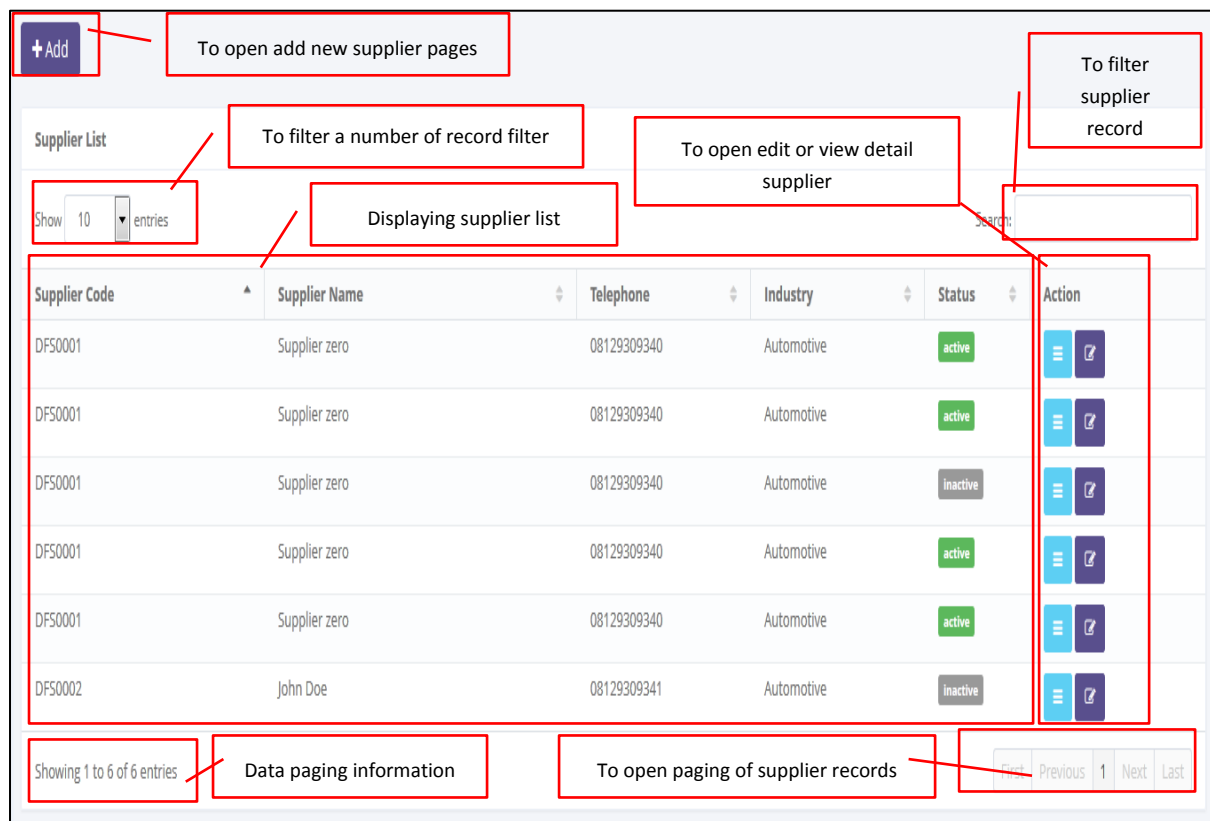 + Add
To open add new supplier pages
To filter
supplier
record
Supplier List
To filter a number of record filter
To open edit or view detail
supplier
Show 10 entries
Displaying supplier list
Search:
Supplier Code Supplier Name Telephone Industry Status Action
DFS0001 Supplier zero 08129309340 Automotive active
DFS0001 Supplier zero 08129309340 Automotive active
DFS0001 Supplier zero 08129309340 Automotive inactive
DFS0001 Supplier zero 08129309340 Automotive active
DFS0001 Supplier zero 08129309340 Automotive active
DFS0002 John Doe 08129309341 Automotive inactive
Showing 1 to 6 of 6 entries
Data paging information
To open paging of supplier records
First Previous 1 Next Last